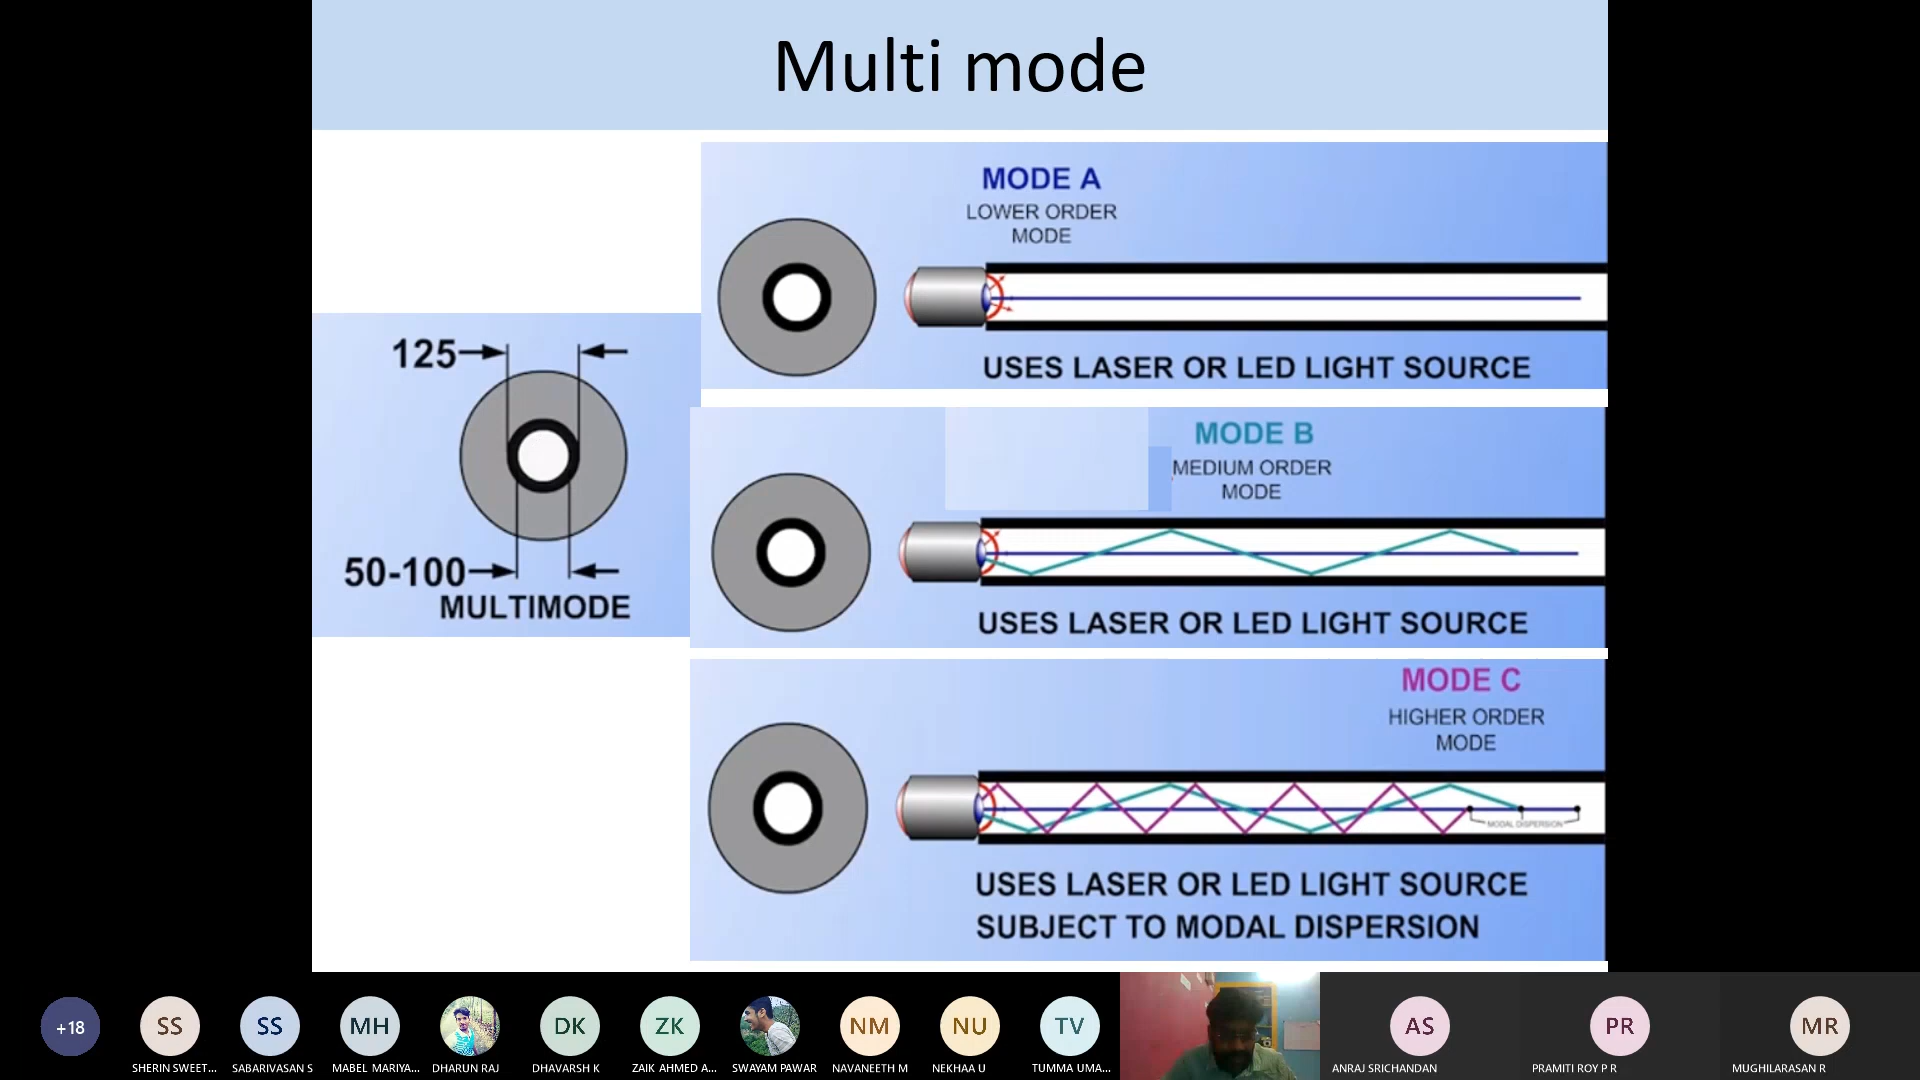 Multi mode
MODE A
LOWER ORDER
MODE
USES LASER OR LED LIGHT SOURCE
125
50-100
MULTIMODE
MODE B
MEDIUM ORDER
MODE
USES LASER OR LED LIGHT SOURCE
MODE C
HIGHER ORDER
MODE
MODAL DISPERSION
USES LASER OR LED LIGHT SOURCE
SUBJECT TO MODAL DISPERSION
+18
SS
SS
MH
DK
ZK
NM
NU
TV
AS
PR
MR
SHERIN SWEET...
SABARIVASAN S
MABEL MARIYA...
DHARUN RAJ
DHAVARSH K
ZAIK AHMED A...
SWAYAM PAWAR
NAVANEETH M
NEKHAA U
TUMMA UMA...
ANRAJ SRICHANDAN
PRAMITI ROY P R
MUGHILARASAN R